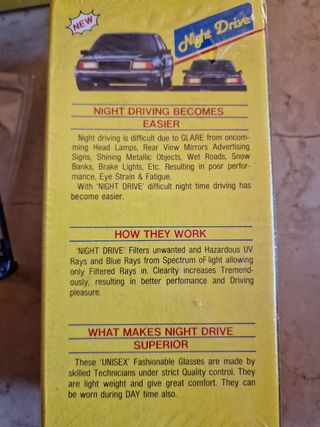 NEW
Night Drive
NIGHT DRIVING BECOMES
EASIER
Night driving is difficult due to GLARE from oncom-
ming Head Lamps, Rear View Mirrors Advertising
Signs, Shining Metallic Objects, Wet Roads, Snow
Banks, Brake Lights, Etc. Resulting in poor perfor-
mance, Eye Strain & Fatigue.
With 'NIGHT DRIVE' difficult night time driving has
become easier.
HOW THEY WORK
'NIGHT DRIVE' Filters unwanted and Hazardous UV
Rays and Blue Rays from Spectrum of light allowing
only Filtered Rays in. Clearity increases Tremend-
ously, resulting in better perfomance and Driving
pleasure.
WHAT MAKES NIGHT DRIVE
SUPERIOR
These 'UNISEX' Fashionable Glasses are made by
skilled Technicians under strict Quality control. They
are light weight and give great comfort. They can
be worn during DAY time also.